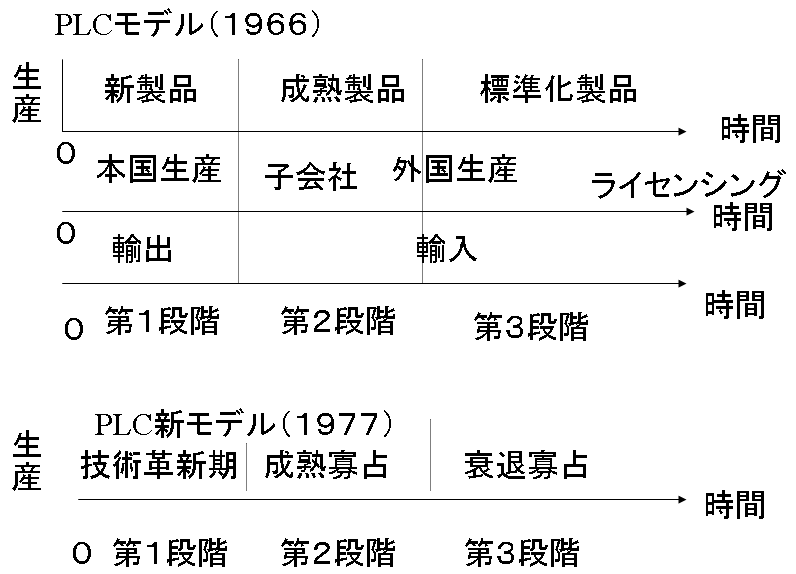 PLCモデル（１９６６）
生産
新製品 成熟製品 標準化製品
時間
０
本国生産 子会社 外国生産 ライセンシング
時間
０
輸出 輸入
時間
０ 第１段階 第２段階 第３段階
PLC新モデル（１９７７）
生産
技術革新期 成熟寡占 衰退寡占
時間
０ 第１段階 第２段階 第３段階